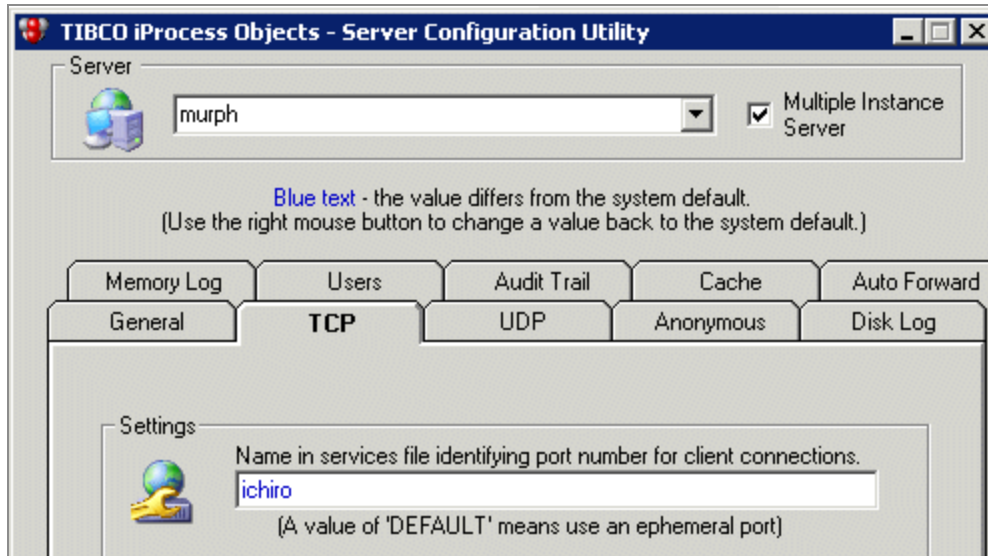 TIBCO iProcess Objects - Server Configuration Utility
Server
murph
Multiple Instance
Server
Blue text - the value differs from the system default.
(Use the right mouse button to change a value back to the system default.)
Memory Log Users Audit Trail Cache Auto Forward
General TCP UDP Anonymous Disk Log
Settings
Name in services file identifying port number for client connections.
ichiro
(A value of 'DEFAULT' means use an ephemeral port)